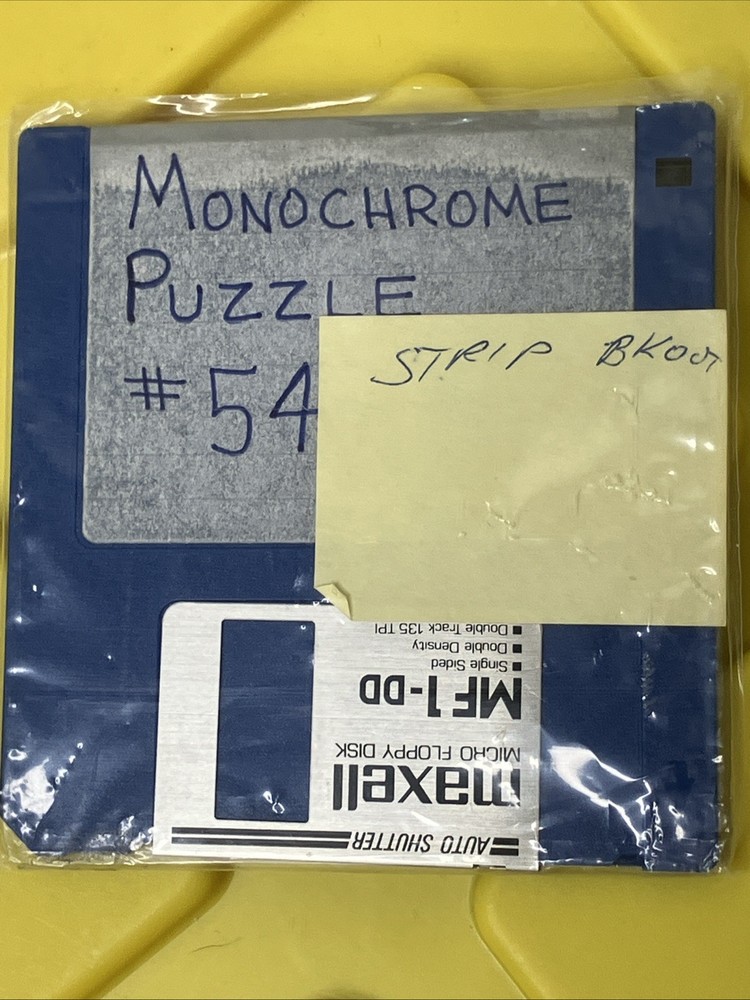 MONOCHROME
PUZZLE
#54
STRIP BKOUT
Double Track 135 TPI
Double Density
Single Sided
MF1-DD
MICRO FLOPPY DISK
maxell
AUTO SHUTTER